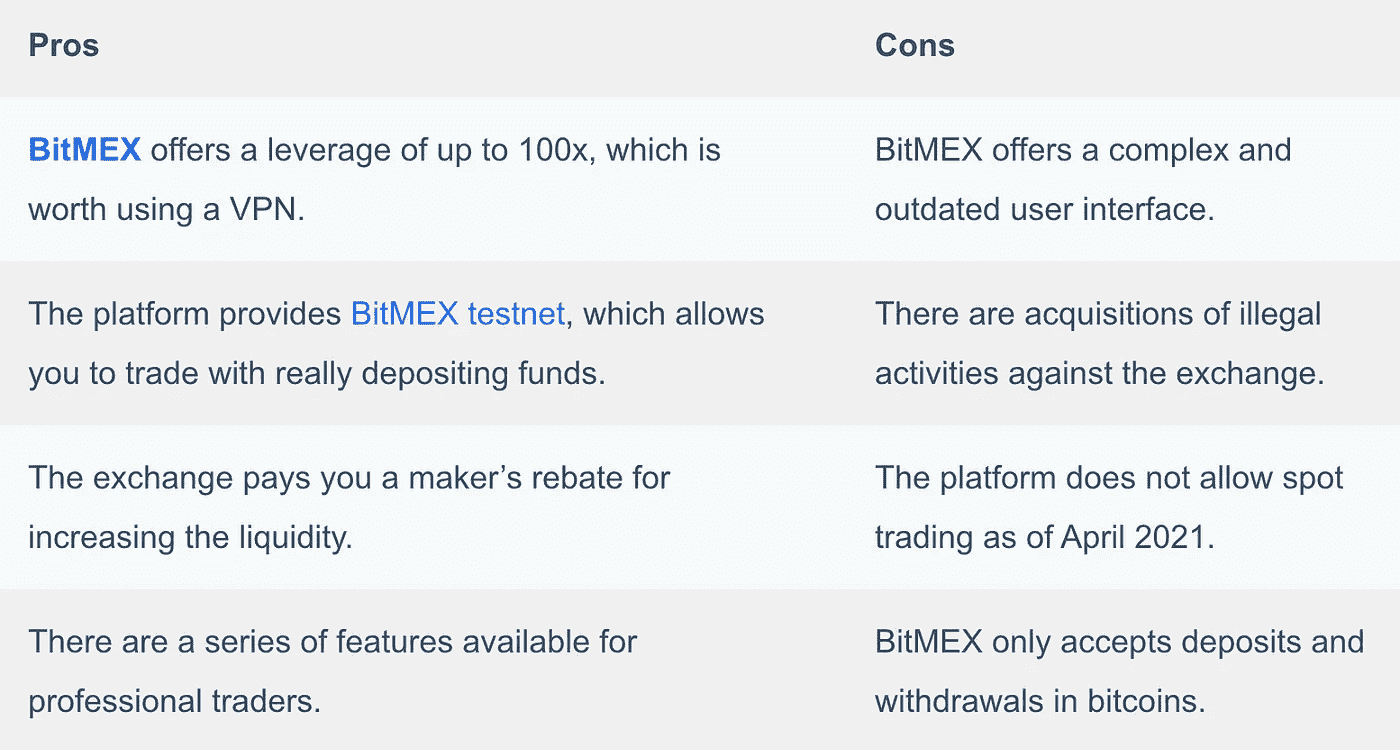 Pros
Cons
BitMEX offers a leverage of up to 100x, which is
worth using a VPN.
BitMEX offers a complex and
outdated user interface.
The platform provides BitMEX testnet, which allows
you to trade with really depositing funds.
There are acquisitions of illegal
activities against the exchange.
The exchange pays you a maker’s rebate for
increasing the liquidity.
The platform does not allow spot
trading as of April 2021.
There are a series of features available for
professional traders.
BitMEX only accepts deposits and
withdrawals in bitcoins.